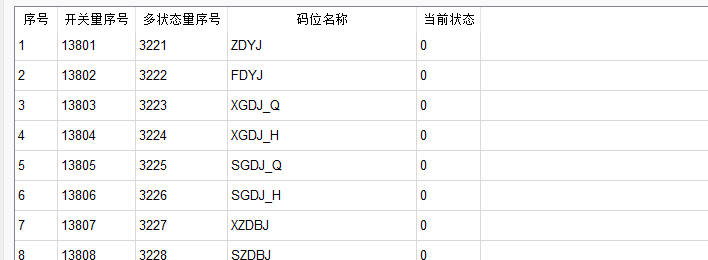 序号 开关量序号 多状态量序号 码位名称 当前状态
1 13801 3221 ZDYJ 0
2 13802 3222 FDYJ 0
3 13803 3223 XGDJ_Q 0
4 13804 3224 XGDJ_H 0
5 13805 3225 SGDJ_Q 0
6 13806 3226 SGDJ_H 0
7 13807 3227 XZDBJ 0
8 13808 3228 SZDBJ 0